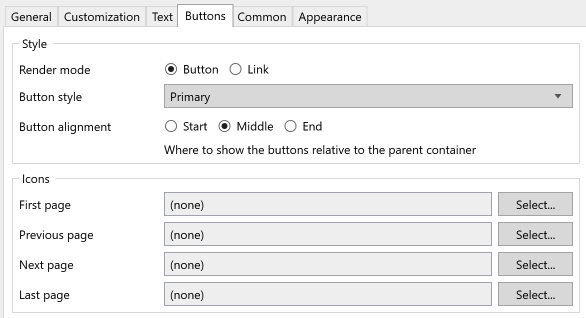 General Customization Text Buttons Common Appearance
Style
Render mode Button Link
Button style Primary
Button alignment Start Middle End
Where to show the buttons relative to the parent container
Icons
First page (none) Select...
Previous page (none) Select...
Next page (none) Select...
Last page (none) Select...